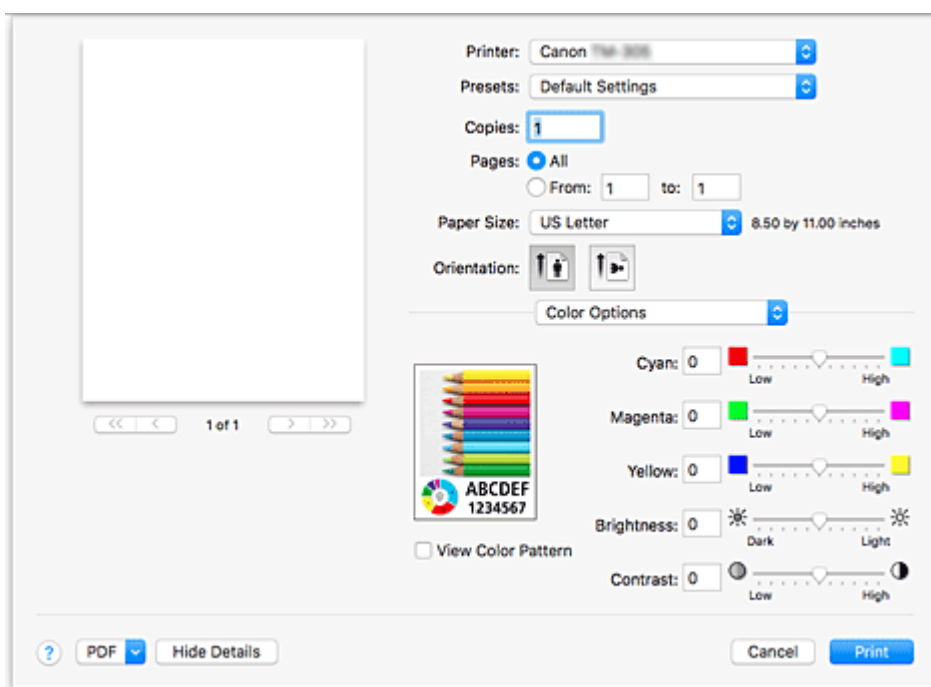 Printer: Canon
Presets: Default Settings
Copies: 1
Pages: All
From: 1 to: 1
Paper Size: US Letter 8.50 by 11.00 inches
Orientation:
Color Options
<< < 1 of 1 > >>
ABCDEF
1234567
View Color Pattern
Cyan: 0
Low High
Magenta: 0
Low High
Yellow: 0
Low High
Brightness: 0
Dark Light
Contrast: 0
Low High
? PDF Hide Details Cancel Print